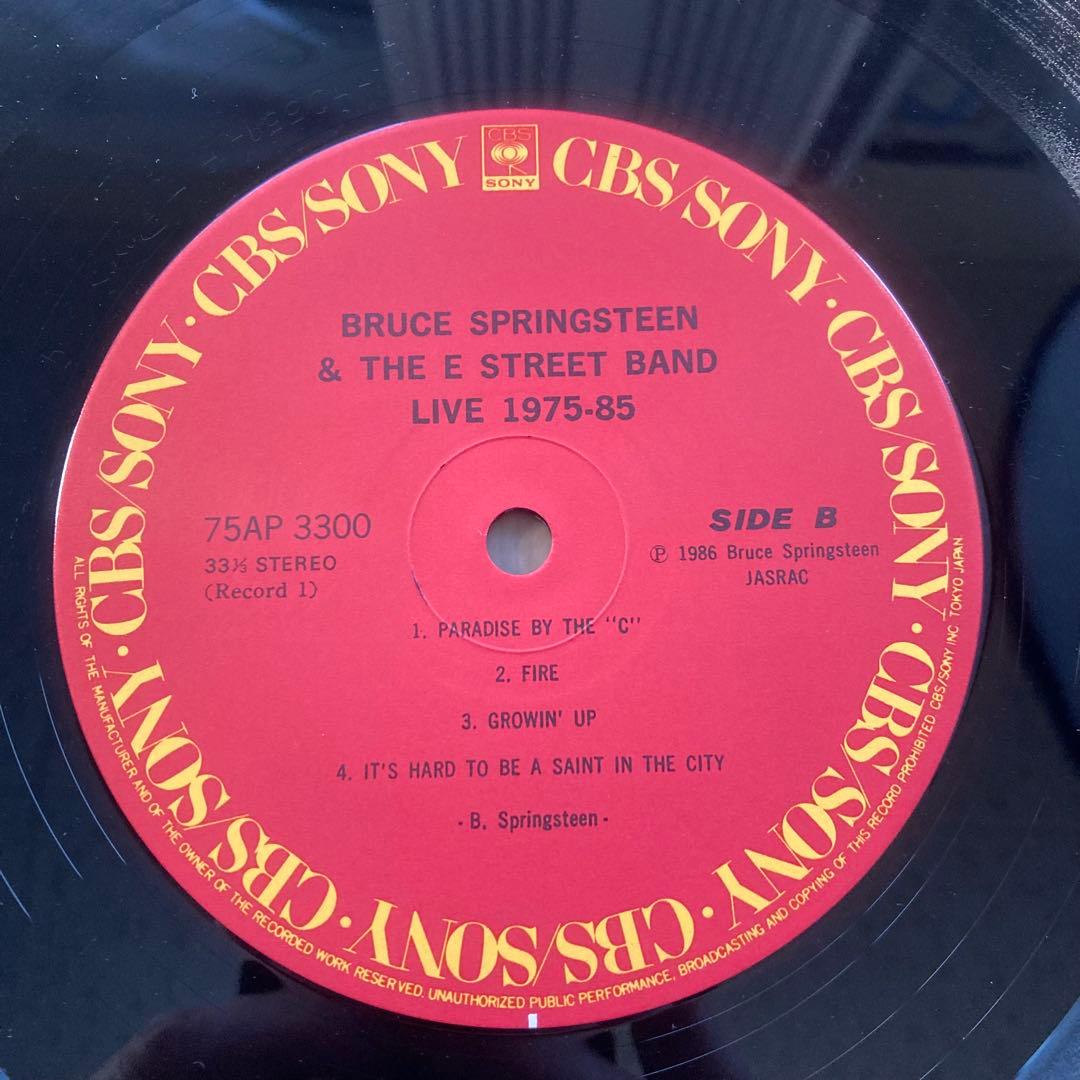 CBS
SONY
CBS/SONY · CBS/SONY · CBS/SONY · CBS/SONY · CBS/SONY · CBS/SONY · CBS/SONY · CBS/SONY
BRUCE SPRINGSTEEN
& THE E STREET BAND
LIVE 1975-85
75AP 3300
33⅓ STEREO
(Record 1)
SIDE B
Ⓟ 1986 Bruce Springsteen
JASRAC
1. PARADISE BY THE "C"
2. FIRE
3. GROWIN' UP
4. IT'S HARD TO BE A SAINT IN THE CITY
- B. Springsteen -
ALL RIGHTS OF THE MANUFACTURER AND OF THE OWNER OF THE RECORDED WORK RESERVED. UNAUTHORIZED PUBLIC PERFORMANCE, BROADCASTING AND COPYING OF THIS RECORD PROHIBITED CBS/SONY INC TOKYO JAPAN